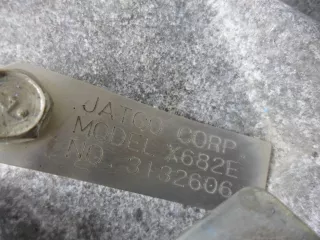 JATCO CORP
MODEL X682E
NO. 3132606